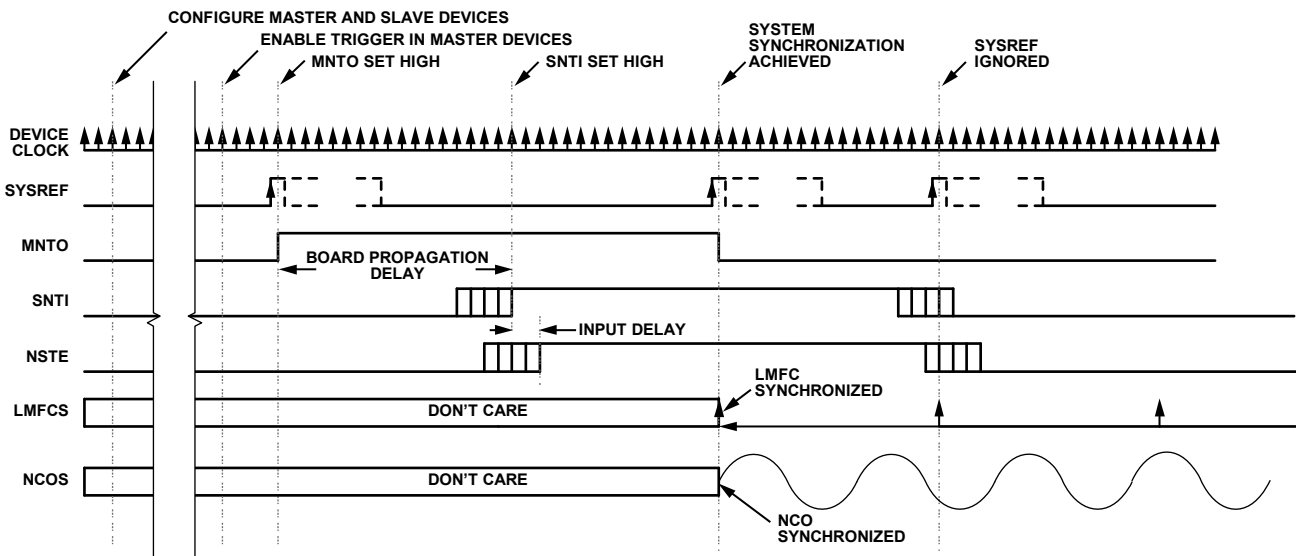 CONFIGURE MASTER AND SLAVE DEVICES
ENABLE TRIGGER IN MASTER DEVICES
MNTO SET HIGH
SNTI SET HIGH
SYSTEM
SYNCHRONIZATION
ACHIEVED
SYSREF
IGNORED
DEVICE
CLOCK
SYSREF
MNTO
BOARD PROPAGATION
DELAY
SNTI
INPUT DELAY
NSTE
LMFC
SYNCHRONIZED
LMFCS
DON'T CARE
NCOS
DON'T CARE
NCO
SYNCHRONIZED